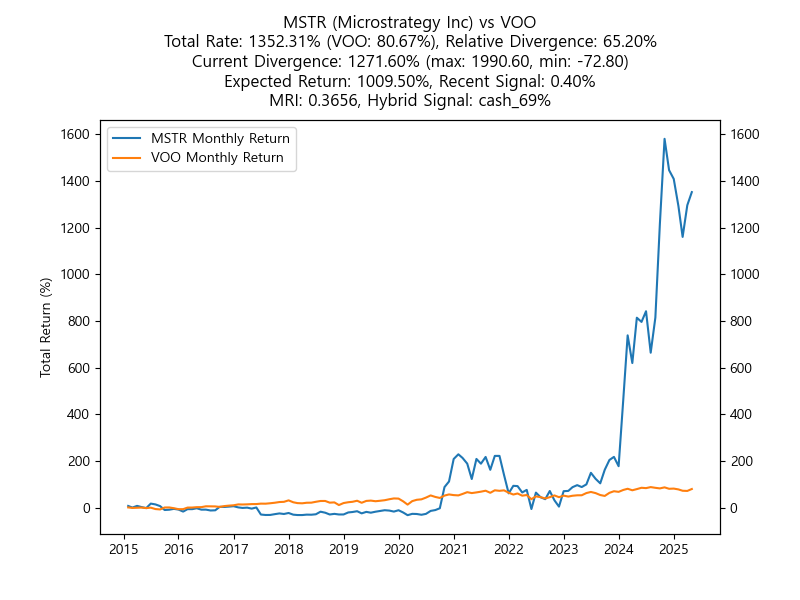 MSTR (Microstrategy Inc) vs VOO
Total Rate: 1352.31% (VOO: 80.67%), Relative Divergence: 65.20%
Current Divergence: 1271.60% (max: 1990.60, min: -72.80)
Expected Return: 1009.50%, Recent Signal: 0.40%
MRI: 0.3656, Hybrid Signal: cash_69%
MSTR Monthly Return
VOO Monthly Return
Total Return (%)
1600
1400
1200
1000
800
600
400
200
0
1600
1400
1200
1000
800
600
400
200
0
2015 2016 2017 2018 2019 2020 2021 2022 2023 2024 2025